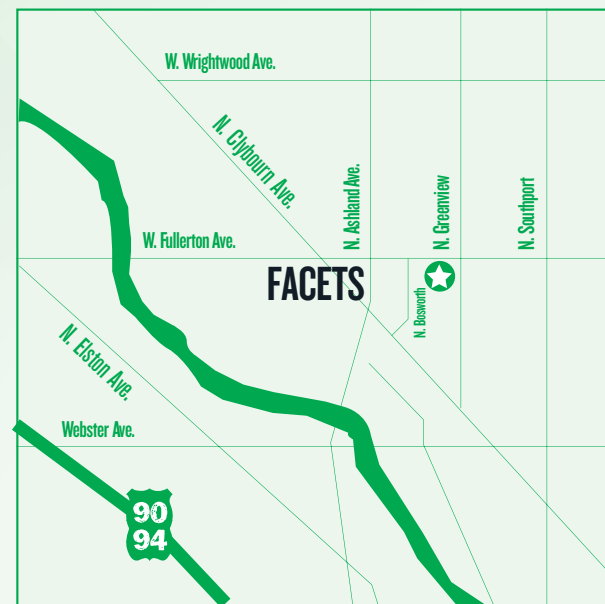 W. Wrightwood Ave.
N. Clybourn Ave.
N. Ashland Ave.
N. Greenview
N. Southport
W. Fullerton Ave.
FACETS
N. Bosworth
N. Elston Ave.
Webster Ave.
90
94